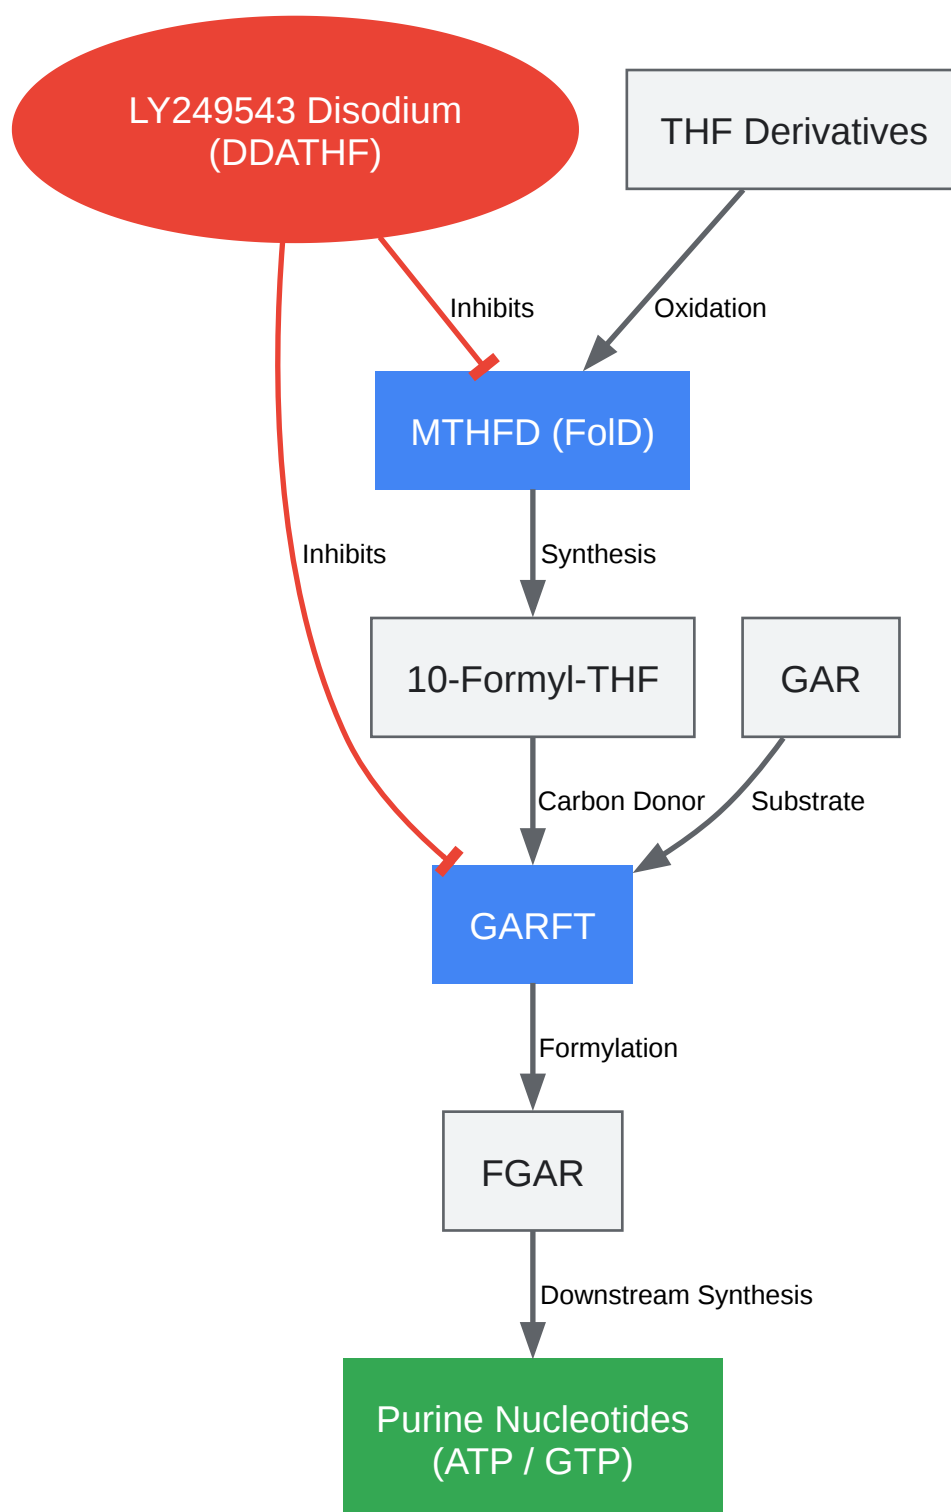 LY249543 Disodium
(DDATHF)
THF Derivatives
Inhibits
Oxidation
MTHFD (FolD)
Inhibits
Synthesis
10-Formyl-THF
GAR
Carbon Donor
Substrate
GARFT
Formylation
FGAR
Downstream Synthesis
Purine Nucleotides
(ATP / GTP)